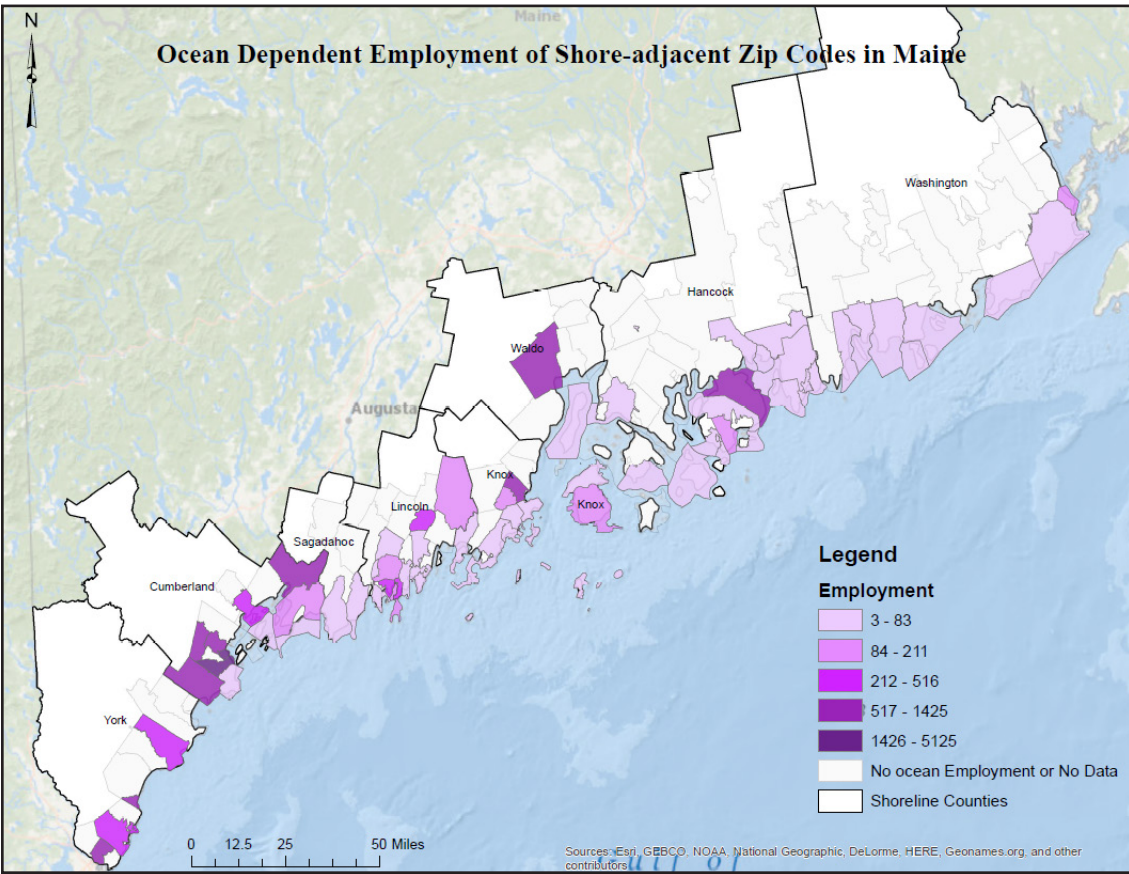 Maine
N
Ocean Dependent Employment of Shore-adjacent Zip Codes in Maine
Washington
Hancock
Waldo
Augusta
Knox
Lincoln
Knox
Sagadahoc
Cumberland
York
Legend
Employment
3 - 83
84 - 211
212 - 516
517 - 1425
1426 - 5125
No ocean Employment or No Data
Shoreline Counties
0 12.5 25 50 Miles
Sources: Esri, GEBCO, NOAA, National Geographic, DeLorme, HERE, Geonames.org, and other
contributors
Gulf of